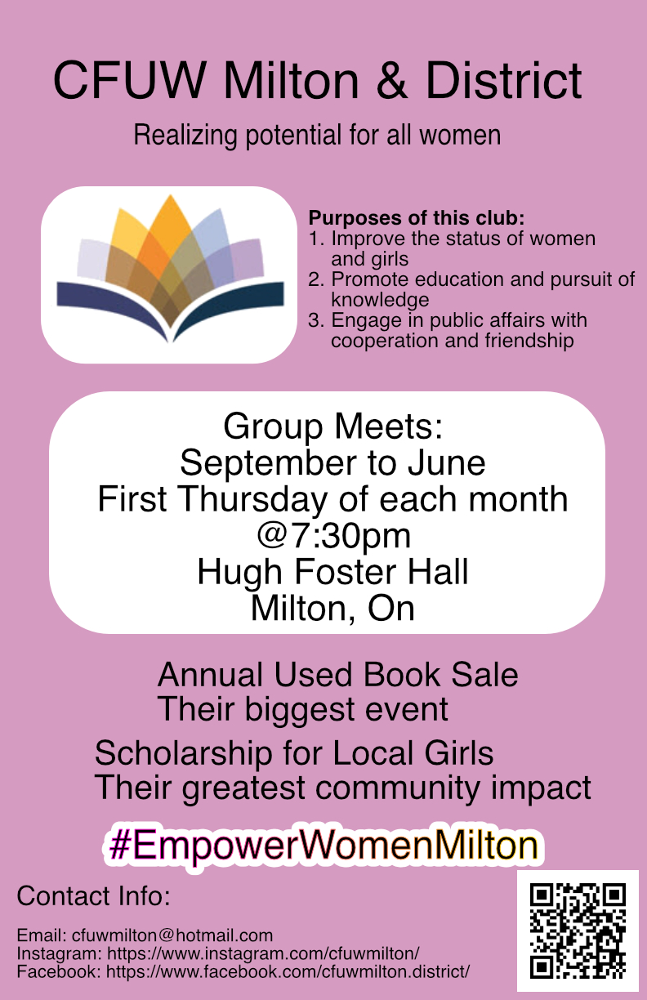 CFUW Milton & District
Realizing potential for all women
Purposes of this club:
1. Improve the status of women
and girls
2. Promote education and pursuit of
knowledge
3. Engage in public affairs with
cooperation and friendship
Group Meets:
September to June
First Thursday of each month
@7:30pm
Hugh Foster Hall
Milton, On
Annual Used Book Sale
Their biggest event
Scholarship for Local Girls
Their greatest community impact
#EmpowerWomenMilton
Contact Info:
Email: cfuwmilton@hotmail.com
Instagram: https://www.instagram.com/cfuwmilton/
Facebook: https://www.facebook.com/cfuwmilton.district/